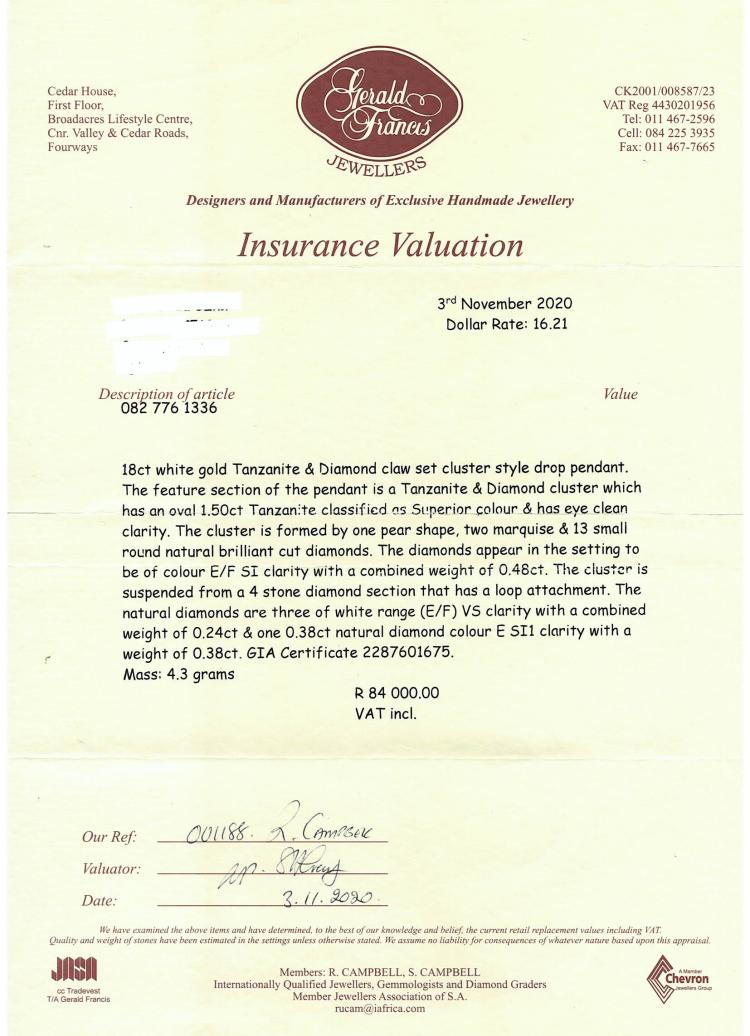 Cedar House,
First Floor,
Broadacres Lifestyle Centre,
Cnr. Valley & Cedar Roads,
Fourways
Gerald
Francis
JEWELLERS
CK2001/008587/23
VAT Reg 4430201956
Tel: 011 467-2596
Cell: 084 225 3935
Fax: 011 467-7665
Designers and Manufacturers of Exclusive Handmade Jewellery
Insurance Valuation
3rd November 2020
Dollar Rate: 16.21
Description of article
Value
082 776 1336
18ct white gold Tanzanite & Diamond claw set cluster style drop pendant.
The feature section of the pendant is a Tanzanite & Diamond cluster which
has an oval 1.50ct Tanzanite classified as Superior colour & has eye clean
clarity. The cluster is formed by one pear shape, two marquise & 13 small
round natural brilliant cut diamonds. The diamonds appear in the setting to
be of colour E/F SI clarity with a combined weight of 0.48ct. The cluster is
suspended from a 4 stone diamond section that has a loop attachment. The
natural diamonds are three of white range (E/F) VS clarity with a combined
weight of 0.24ct & one 0.38ct natural diamond colour E SI1 clarity with a
weight of 0.38ct. GIA Certificate 2287601675.
Mass: 4.3 grams
R 84 000.00
VAT incl.
Our Ref: 001188. R. CAMPBELL
Valuator:
Date: 3.11.2020.
We have examined the above items and have determined, to the best of our knowledge and belief, the current retail replacement values including VAT.
Quality and weight of stones have been estimated in the settings unless otherwise stated. We assume no liability for consequences of whatever nature based upon this appraisal.
JASA
cc Tradevest
T/A Gerald Francis
Members: R. CAMPBELL, S. CAMPBELL
Internationally Qualified Jewellers, Gemmologists and Diamond Graders
Member Jewellers Association of S.A.
rucam@iafrica.com
A Member
Chevron
Jewellers Group